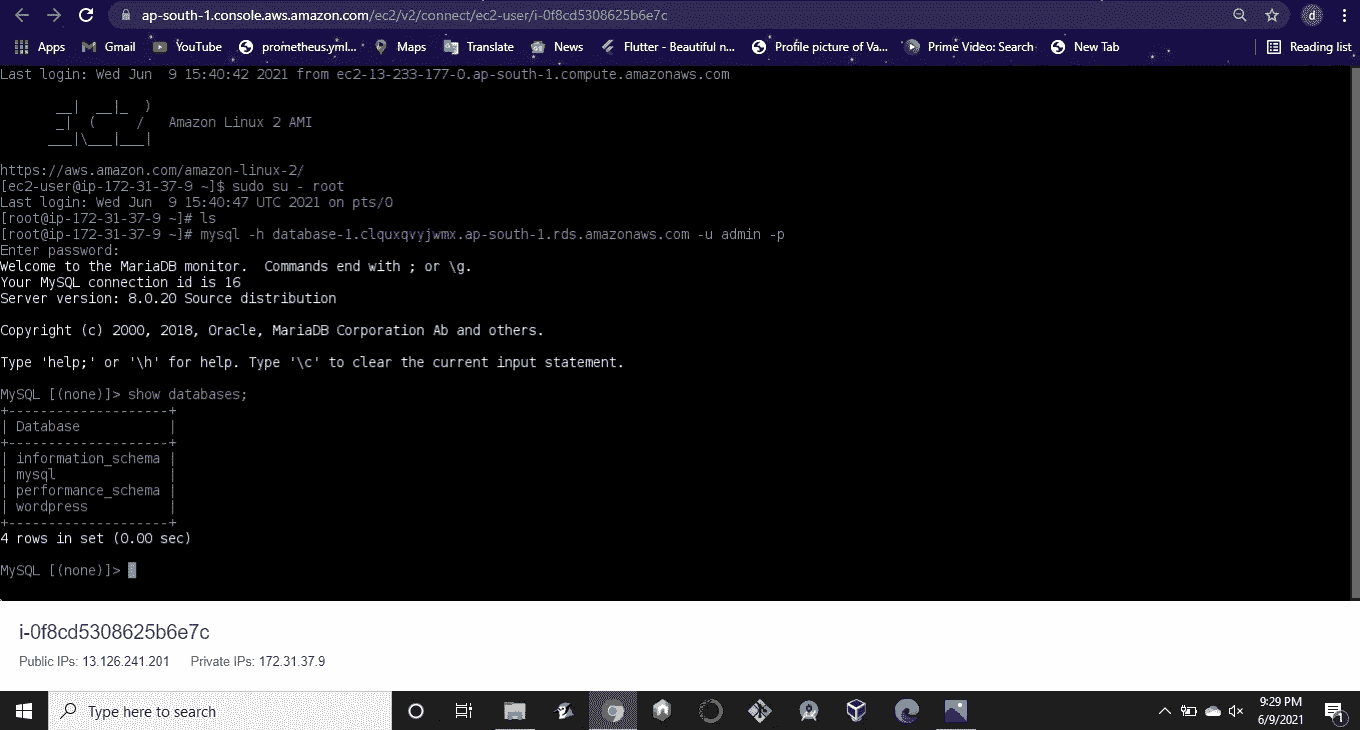 ap-south-1.console.aws.amazon.com/ec2/v2/connect/ec2-user/i-0f8cd5308625b6e7c
d
Apps Gmail YouTube prometheus.yml... Maps Translate News Flutter - Beautiful n... Profile picture of Va... Prime Video: Search New Tab Reading list
Last login: Wed Jun  9 15:40:42 2021 from ec2-13-233-177-0.ap-south-1.compute.amazonaws.com
       __|  __|_  )
       _|  (     /   Amazon Linux 2 AMI
      ___|\___|___|
https://aws.amazon.com/amazon-linux-2/
[ec2-user@ip-172-31-37-9 ~]$ sudo su - root
Last login: Wed Jun  9 15:40:47 UTC 2021 on pts/0
[root@ip-172-31-37-9 ~]# ls
[root@ip-172-31-37-9 ~]# mysql -h database-1.clquxqvyjwmx.ap-south-1.rds.amazonaws.com -u admin -p
Enter password:
Welcome to the MariaDB monitor.  Commands end with ; or \g.
Your MySQL connection id is 16
Server version: 8.0.20 Source distribution
Copyright (c) 2000, 2018, Oracle, MariaDB Corporation Ab and others.
Type 'help;' or '\h' for help. Type '\c' to clear the current input statement.
MySQL [(none)]> show databases;
+--------------------+
| Database           |
+--------------------+
| information_schema |
| mysql              |
| performance_schema |
| wordpress          |
+--------------------+
4 rows in set (0.00 sec)
MySQL [(none)]>
i-0f8cd5308625b6e7c
Public IPs: 13.126.241.201 Private IPs: 172.31.37.9
Type here to search
9:29 PM
6/9/2021
1